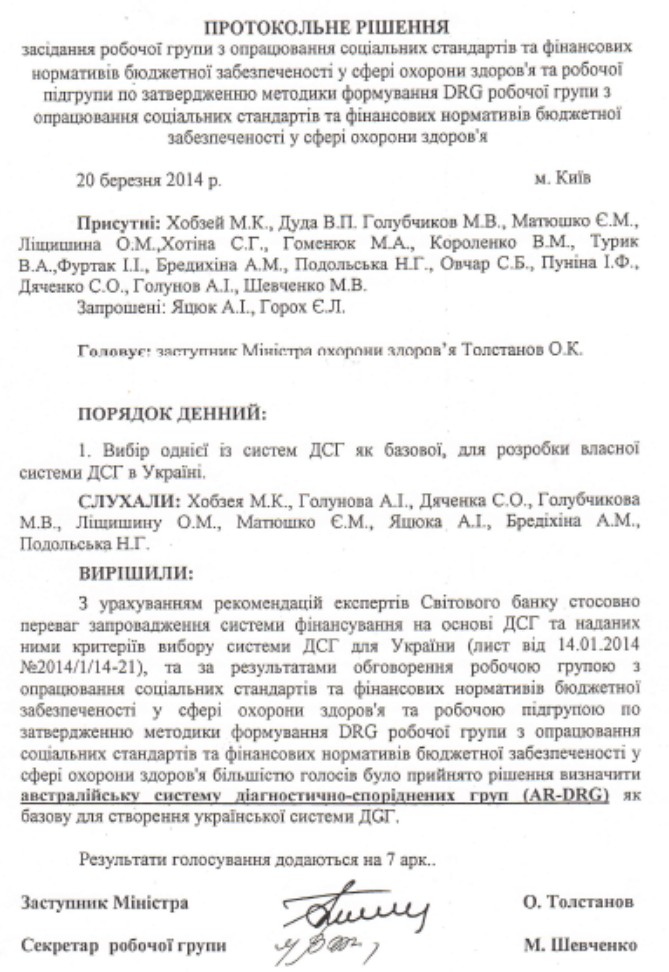 ПРОТОКОЛЬНЕ РІШЕННЯ
засідання робочої групи з опрацювання соціальних стандартів та фінансових
нормативів бюджетної забезпеченості у сфері охорони здоров'я та робочої
підгрупи по затвердженню методики формування DRG робочої групи з
опрацювання соціальних стандартів та фінансових нормативів бюджетної
забезпеченості у сфері охорони здоров'я
20 березня 2014 р. м. Київ
Присутні: Хобзей М.К., Дуда В.П. Голубчиков М.В., Матюшко Є.М.,
Ліщишина О.М.,Хотіна С.Г., Гоменюк М.А., Короленко В.М., Турик
В.А.,Фуртак І.І., Бредихіна А.М., Подольська Н.Г., Овчар С.Б., Пуніна І.Ф.,
Дяченко С.О., Голунов А.І., Шевченко М.В.
Запрошені: Яцюк А.І., Горох Є.Л.
Головує: заступник Міністра охорони здоров'я Толстанов О.К.
ПОРЯДОК ДЕННИЙ:
1. Вибір однієї із систем ДСГ як базової, для розробки власної
системи ДСГ в Україні.
СЛУХАЛИ: Хобзея М.К., Голунова А.І., Дяченка С.О., Голубчикова
М.В., Ліщишину О.М., Матюшко Є.М., Яцюка А.І., Бредіхіна А.М.,
Подольська Н.Г.
ВИРІШИЛИ:
З урахуванням рекомендацій експертів Світового банку стосовно
переваг запровадження системи фінансування на основі ДСГ та наданих
ними критеріїв вибору системи ДСГ для України (лист від 14.01.2014
№2014/1/14-21), та за результатами обговорення робочою групою з
опрацювання соціальних стандартів та фінансових нормативів бюджетної
забезпеченості у сфері охорони здоров'я та робочою підгрупою по
затвердженню методики формування DRG робочої групи з опрацювання
соціальних стандартів та фінансових нормативів бюджетної забезпеченості у
сфері охорони здоров'я більшістю голосів було прийнято рішення визначити
австралійську систему діагностично-споріднених груп (AR-DRG) як
базову для створення української системи ДСГ.
Результати голосування додаються на 7 арк..
Заступник Міністра О. Толстанов
Секретар робочої групи М. Шевченко